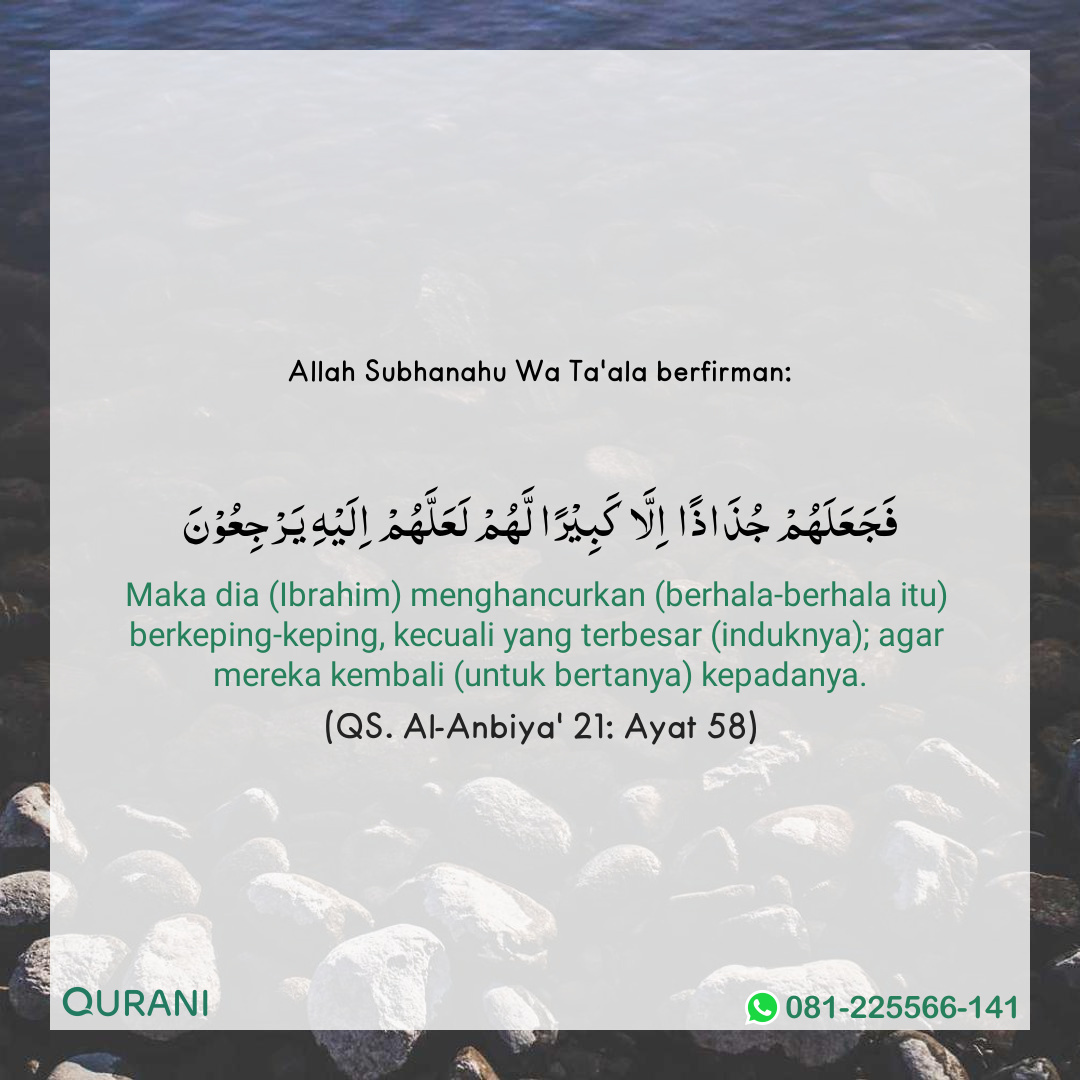 Allah Subhanahu Wa Ta'ala berfirman:
فَجَعَلَهُمْ جُذَاذًا اِلَّا كَبِيْرًا لَّهُمْ لَعَلَّهُمْ اِلَيْهِ يَرْجِعُوْنَ
Maka dia (Ibrahim) menghancurkan (berhala-berhala itu)
berkeping-keping, kecuali yang terbesar (induknya); agar
mereka kembali (untuk bertanya) kepadanya.
(QS. Al-Anbiya' 21: Ayat 58)
QURANI
081-225566-141